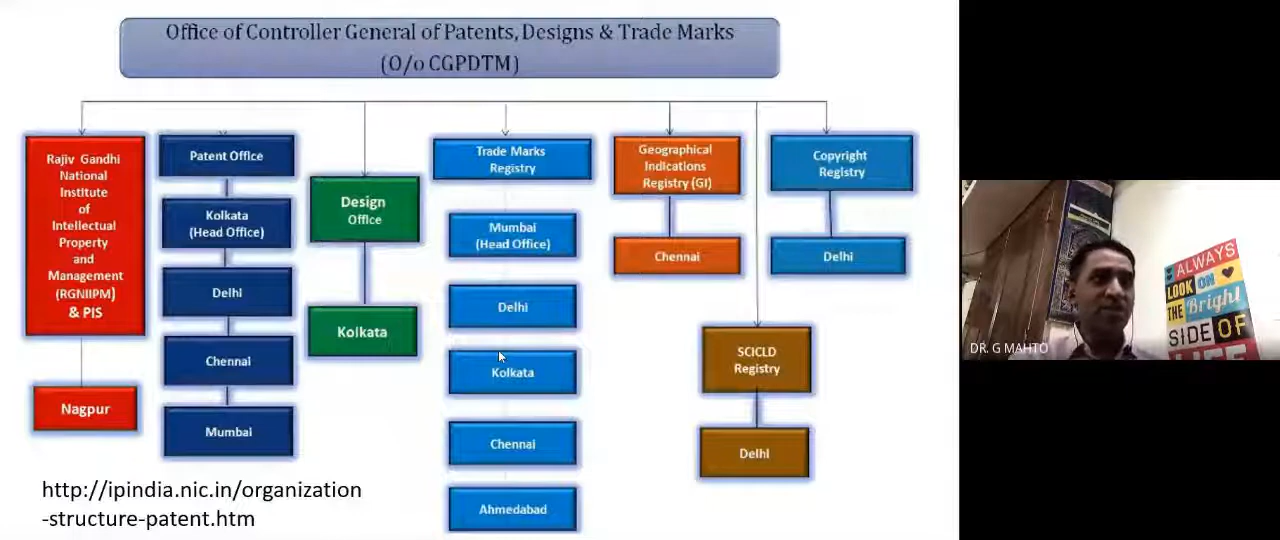 Office of Controller General of Patents, Designs & Trade Marks
(O/o CGPDTM)
Rajiv Gandhi
National
Institute
of
Intellectual
Property
and
Management
(RGNIIPM)
& PIS
Nagpur
Patent Office
Kolkata
(Head Office)
Delhi
Chennai
Mumbai
Design
Office
Kolkata
Trade Marks
Registry
Mumbai
(Head Office)
Delhi
Kolkata
Chennai
Ahmedabad
Geographical
Indications
Registry (GI)
Chennai
SCICLD
Registry
Delhi
Copyright
Registry
Delhi
http://ipindia.nic.in/organization
-structure-patent.htm
ALWAYS
LOOK ON
THE Bright
SIDE OF
LIFE
DR. G MAHTO